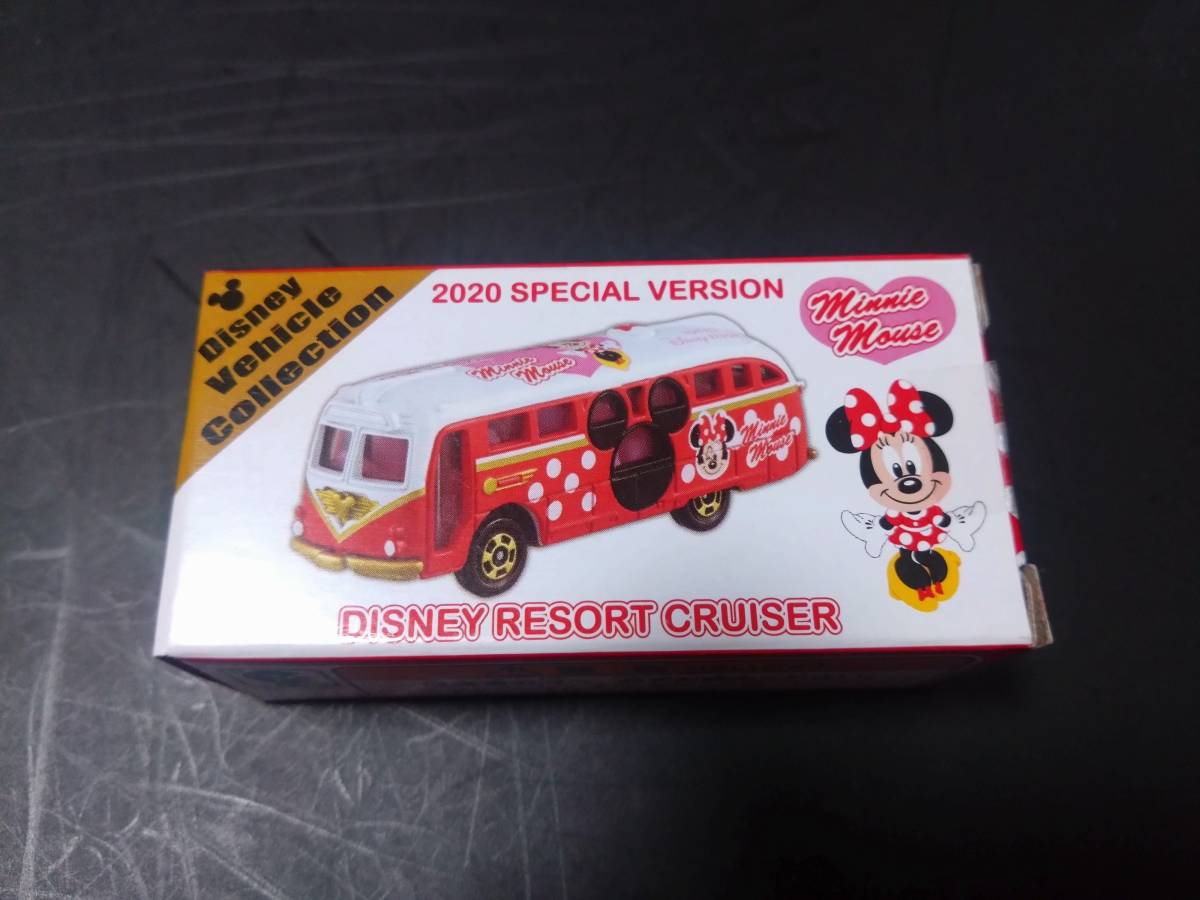 Disney
Vehicle
Collection
2020 SPECIAL VERSION
Minnie
Mouse
Minnie
Mouse
Minnie
Mouse
DISNEY RESORT CRUISER